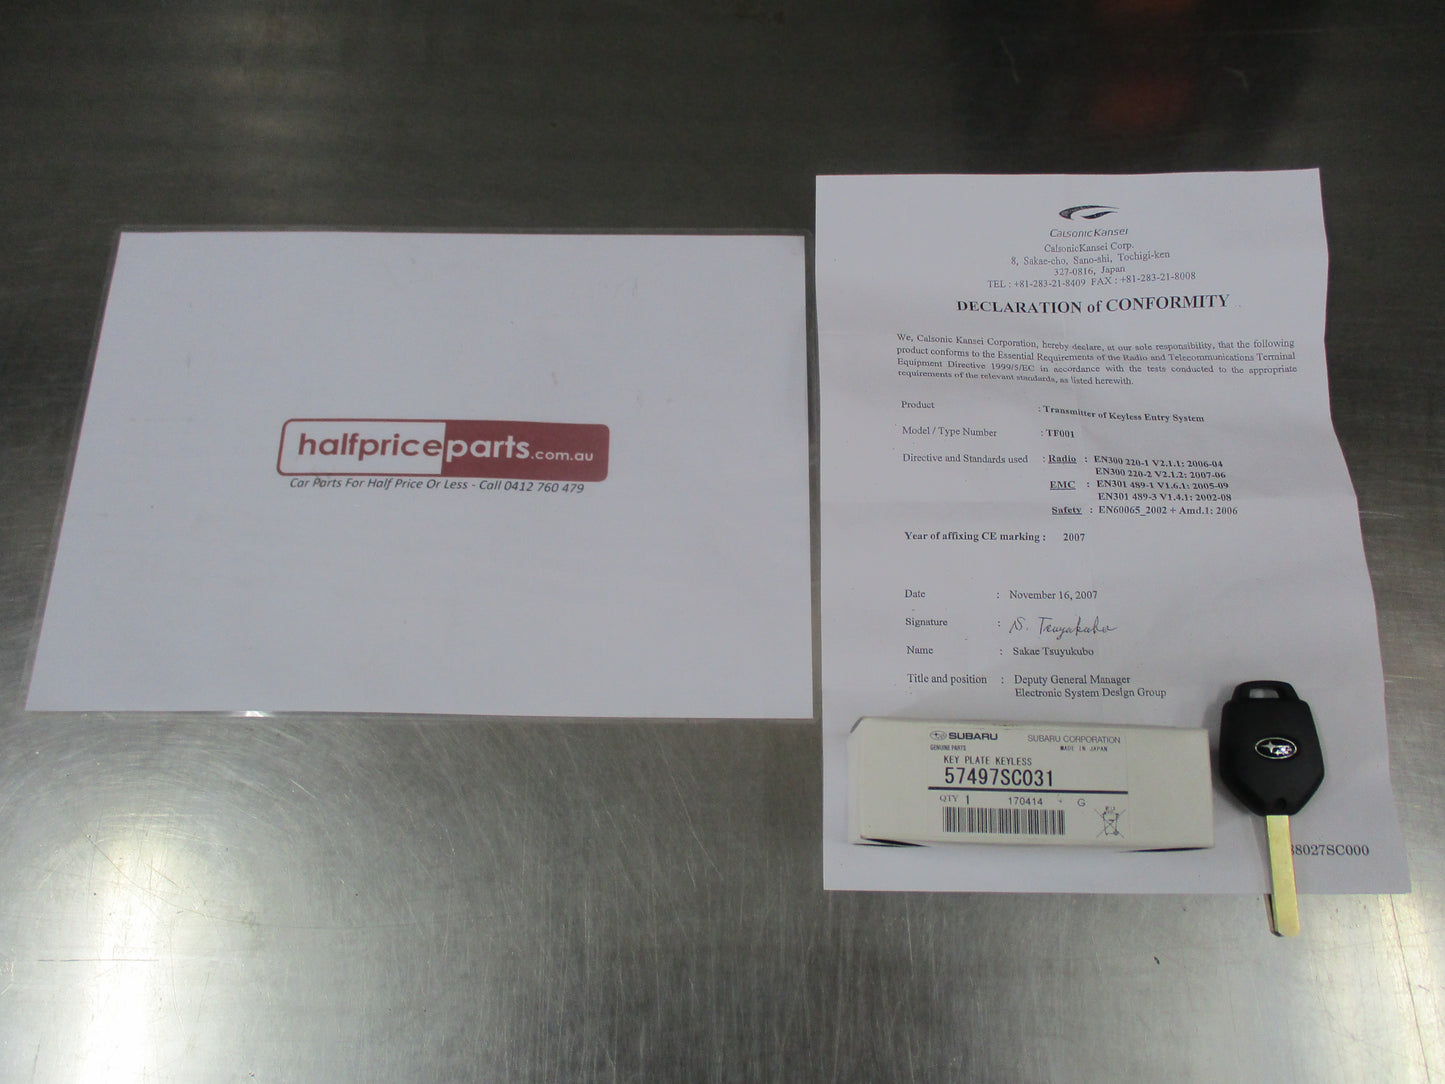 halfpriceparts.com.au
Car Parts For Half Price Or Less - Call 0412 760 479
CalsonicKansei
CalsonicKansei Corp.
8, Sakae-cho, Sano-shi, Tochigi-ken
327-0816, Japan
TEL : +81-283-21-8409 FAX : +81-283-21-8008
DECLARATION of CONFORMITY
We, Calsonic Kansei Corporation, hereby declare, at our sole responsibility, that the following
product conforms to the Essential Requirements of the Radio and Telecommunications Terminal
Equipment Directive 1999/5/EC in accordance with the tests conducted to the appropriate
requirements of the relevant standards, as listed herewith.
Product : Transmitter of Keyless Entry System
Model / Type Number : TF001
Directive and Standards used : Radio : EN300 220-1 V2.1.1: 2006-04
EN300 220-2 V2.1.2: 2007-06
EMC : EN301 489-1 V1.6.1: 2005-09
EN301 489-3 V1.4.1: 2002-08
Safety : EN60065_2002 + Amd.1: 2006
Year of affixing CE marking : 2007
Date : November 16, 2007
Signature : S. Tsuyukubo
Name : Sakae Tsuyukubo
Title and position : Deputy General Manager
Electronic System Design Group
SUBARU SUBARU CORPORATION
GENUINE PARTS MADE IN JAPAN
KEY PLATE KEYLESS
57497SC031
QTY 1 170414 G
88027SC000